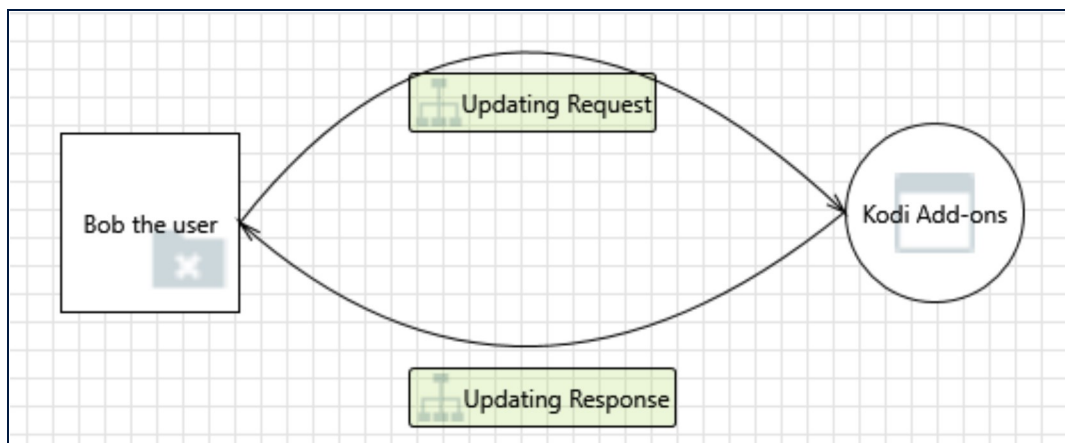 Updating Request
Bob the user
Kodi Add-ons
Updating Response